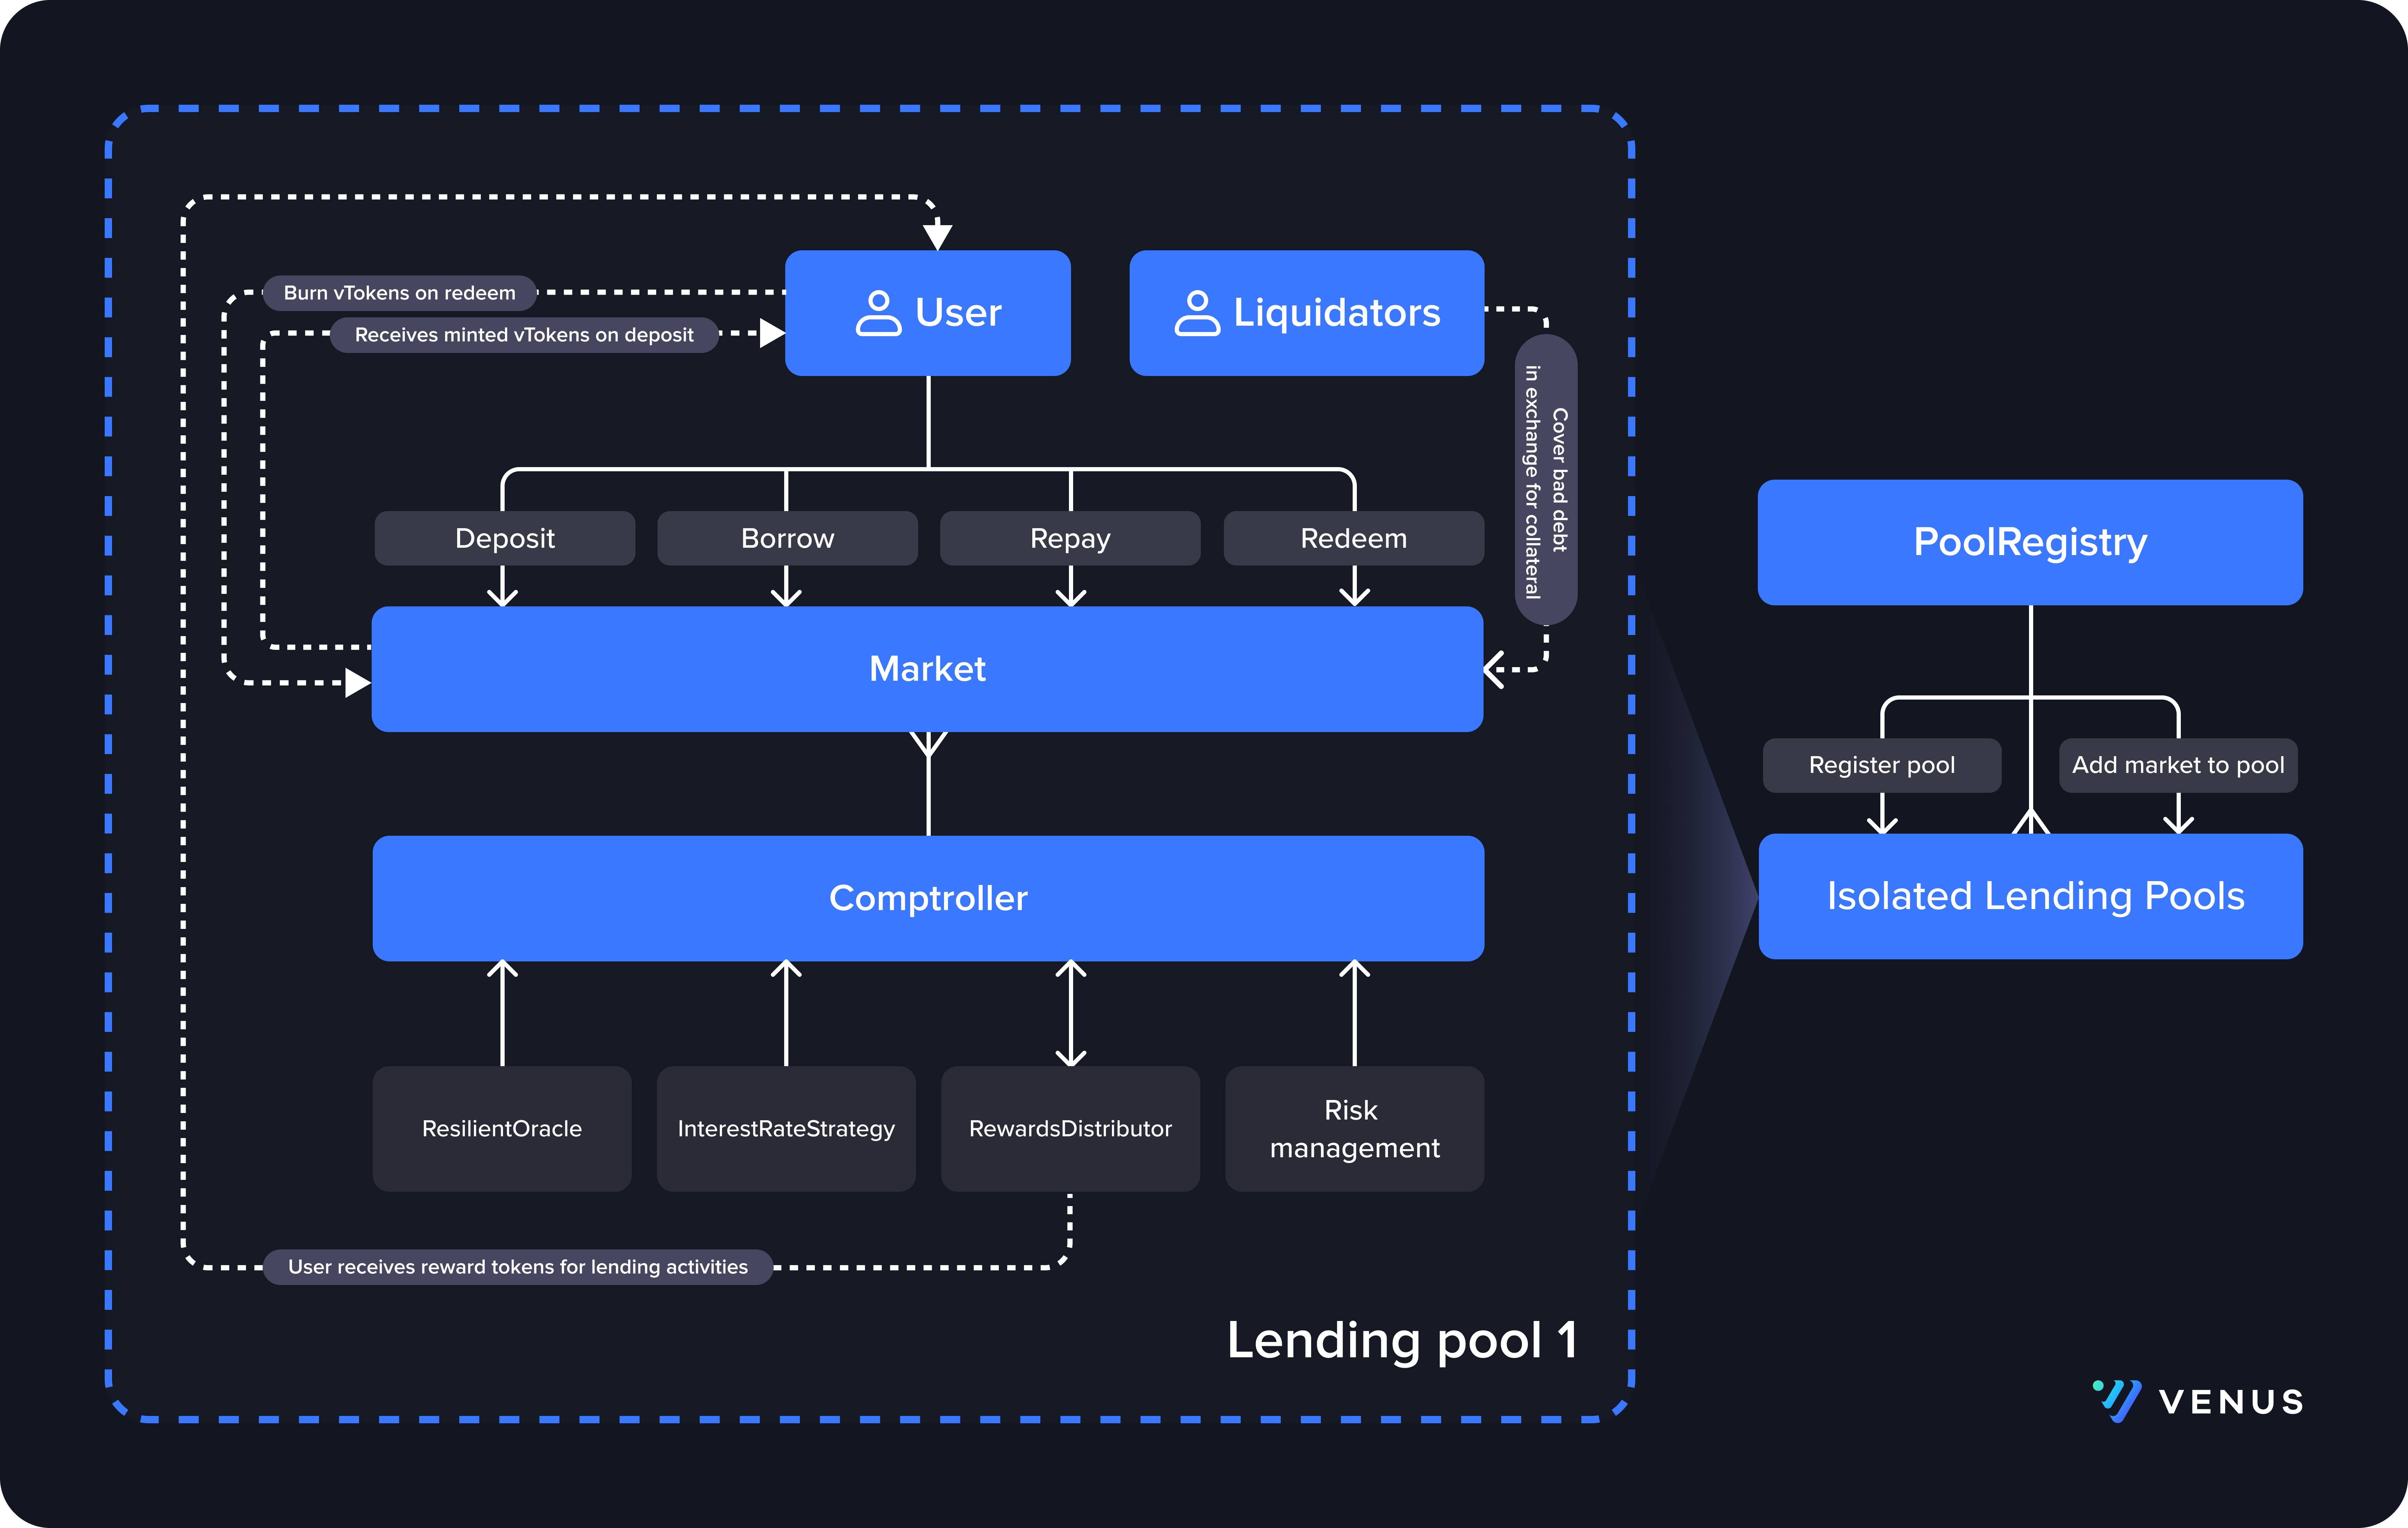 Burn vTokens on redeem
Receives minted vTokens on deposit
User
Liquidators
Cover bad debt
in exchange for collateral
Deposit
Borrow
Repay
Redeem
Market
Comptroller
ResilientOracle
InterestRateStrategy
RewardsDistributor
Risk
management
User receives reward tokens for lending activities
Lending pool 1
PoolRegistry
Register pool
Add market to pool
Isolated Lending Pools
VENUS